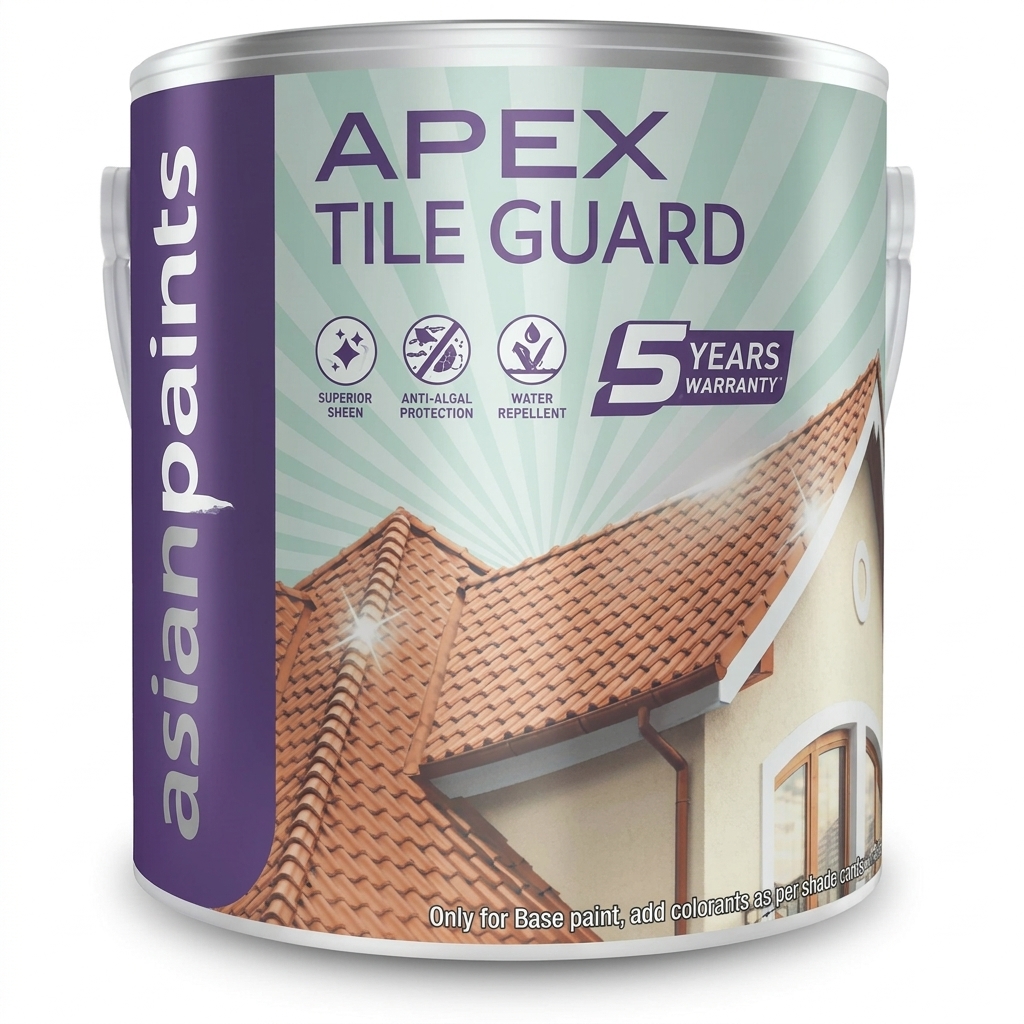 asianpaints
APEX
TILE GUARD
SUPERIOR
SHEEN
ANTI-ALGAL
PROTECTION
WATER
REPELLENT
5 YEARS
WARRANTY*
Only for Base paint, add colorants as per shade